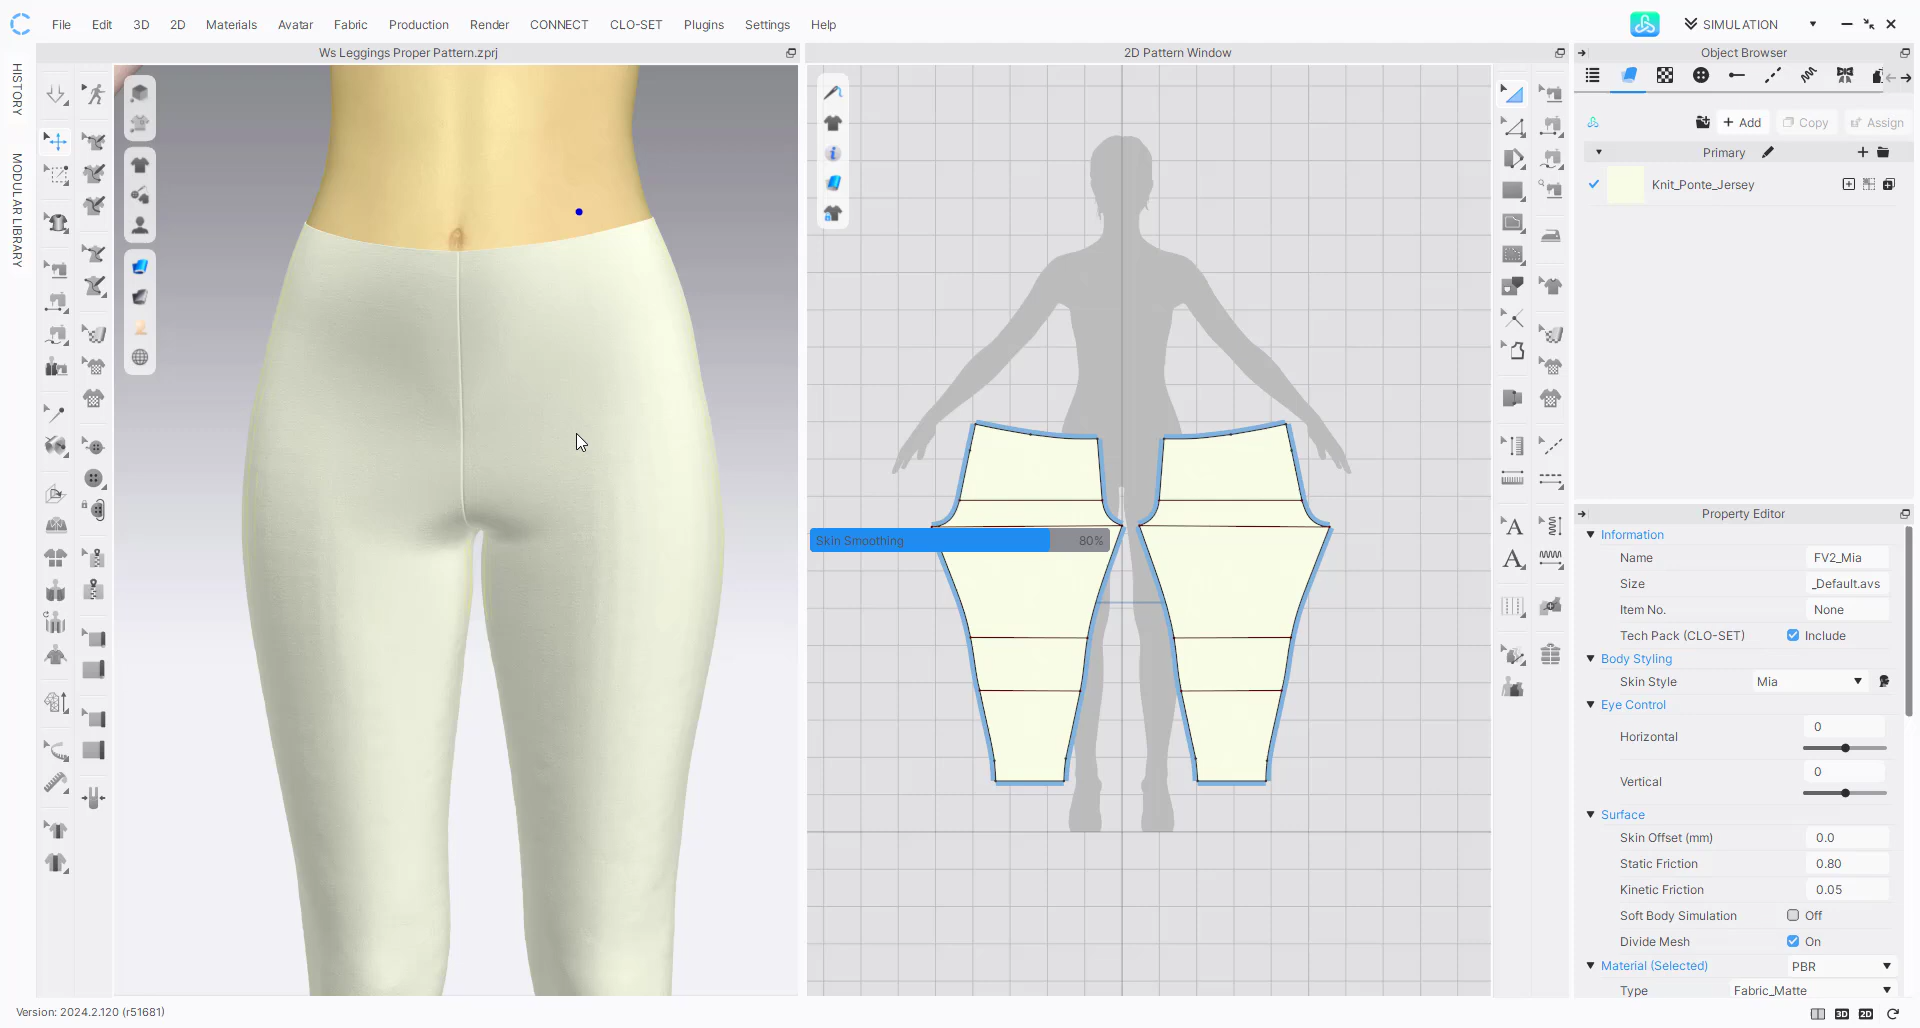 File Edit 3D 2D Materials Avatar Fabric Production Render CONNECT CLO-SET Plugins Settings Help
SIMULATION
Ws Leggings Proper Pattern.zprj
2D Pattern Window
Object Browser
HISTORY
MODULAR LIBRARY
Add
Copy
Assign
Primary
Knit_Ponte_Jersey
Skin Smoothing 80%
Property Editor
Information
Name FV2_Mia
Size _Default.avs
Item No. None
Tech Pack (CLO-SET) Include
Body Styling
Skin Style Mia
Eye Control
Horizontal 0
Vertical 0
Surface
Skin Offset (mm) 0.0
Static Friction 0.80
Kinetic Friction 0.05
Soft Body Simulation Off
Divide Mesh On
Material (Selected) PBR
Type Fabric_Matte
Version: 2024.2.120 (r51681)
3D 2D